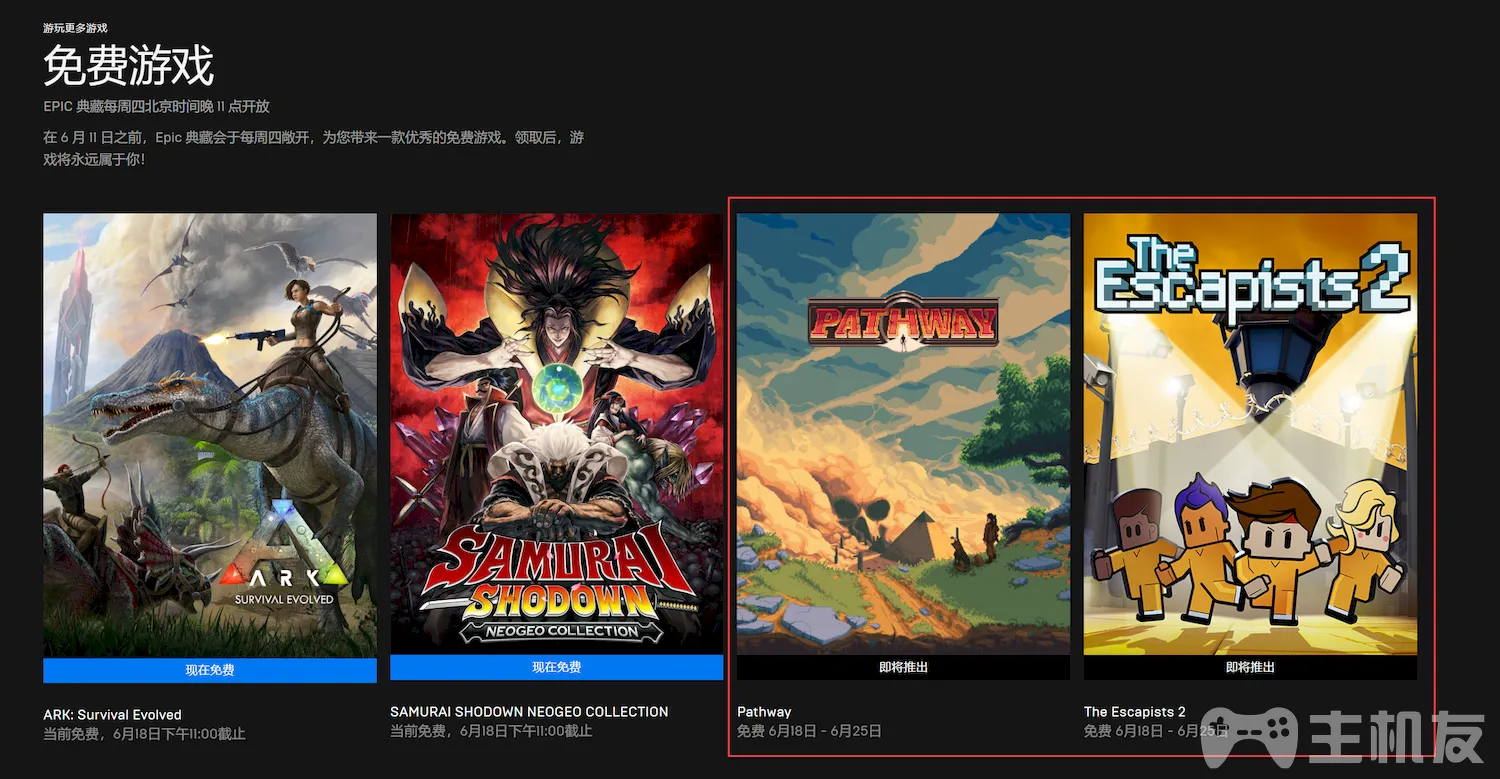 游玩更多游戏
免费游戏
EPIC 典藏每周四北京时间晚 11 点开放
在 6 月 11 日之前，Epic 典藏会于每周四敞开，为您带来一款优秀的免费游戏。领取后，游
戏将永远属于你！
ARK
SURVIVAL EVOLVED
现在免费
ARK: Survival Evolved
当前免费，6月18日下午11:00截止
SAMURAI
SHODOWN
NEOGEO COLLECTION
现在免费
SAMURAI SHODOWN NEOGEO COLLECTION
当前免费，6月18日下午11:00截止
PATHWAY
即将推出
Pathway
免费 6月18日 - 6月25日
The
Escapists 2
即将推出
The Escapists 2
免费 6月18日 - 6月25日
主机友